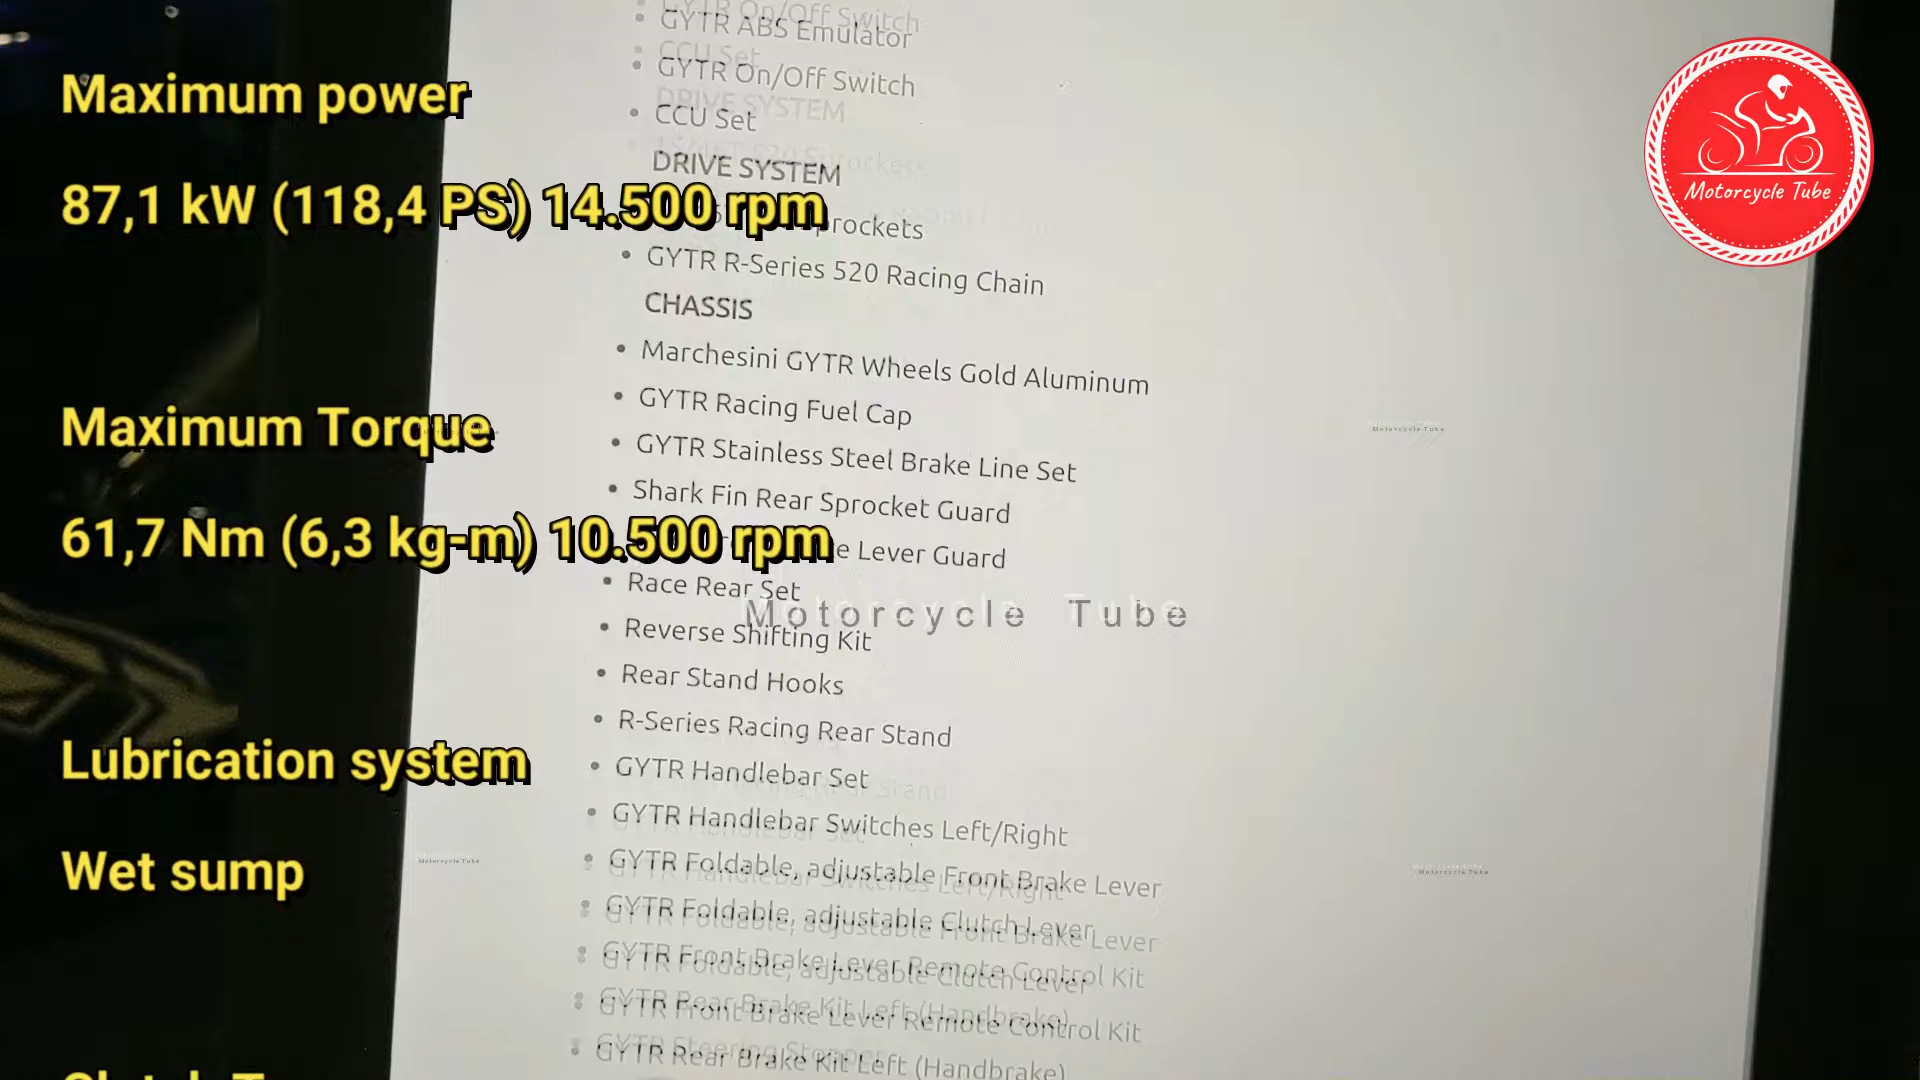 Maximum power
87,1 kW (118,4 PS) 14.500 rpm
Maximum Torque
61,7 Nm (6,3 kg-m) 10.500 rpm
Lubrication system
Wet sump
GYTR ABS Emulator
GYTR On/Off Switch
CCU Set
DRIVE SYSTEM
GYTR R-Series 520 Racing Chain
CHASSIS
Marchesini GYTR Wheels Gold Aluminum
GYTR Racing Fuel Cap
GYTR Stainless Steel Brake Line Set
Shark Fin Rear Sprocket Guard
Lever Guard
Race Rear Set
Reverse Shifting Kit
Rear Stand Hooks
R-Series Racing Rear Stand
GYTR Handlebar Set
GYTR Handlebar Switches Left/Right
GYTR Foldable, adjustable Front Brake Lever
GYTR Foldable, adjustable Clutch Lever
GYTR Front Brake Lever Remote Control Kit
GYTR Rear Brake Kit Left (Handbrake)
Motorcycle Tube
Motorcycle Tube
Motorcycle Tube
Motorcycle Tube
Motorcycle Tube